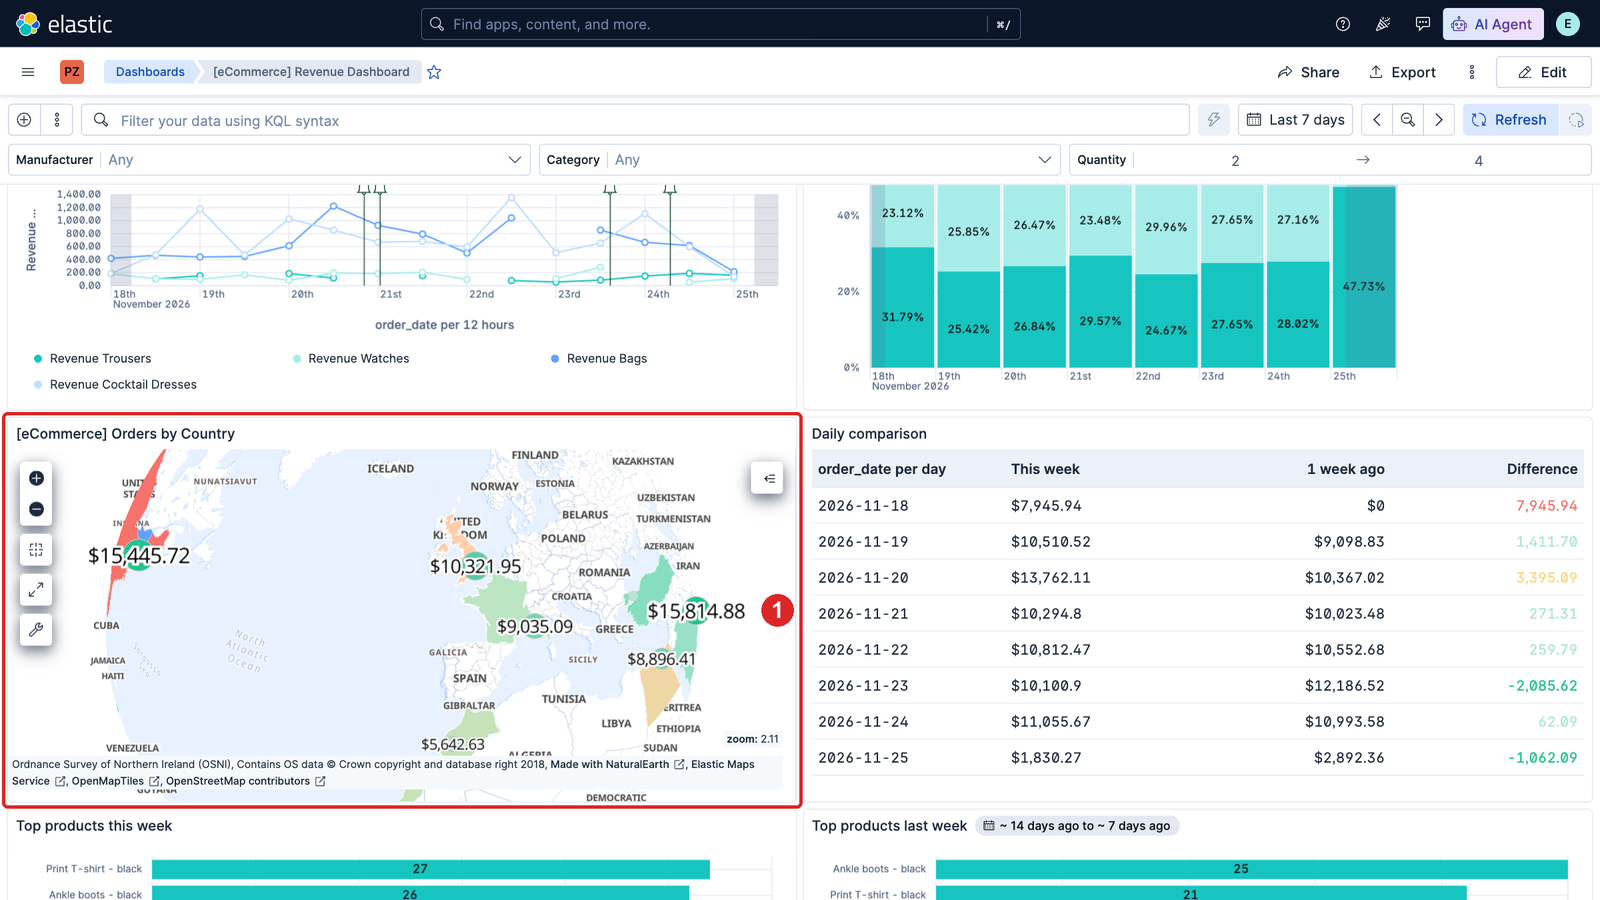 elastic
Find apps, content, and more.
⌘/
AI Agent
E
PZ
Dashboards
[eCommerce] Revenue Dashboard
Share
Export
Edit
Filter your data using KQL syntax
Last 7 days
Refresh
Manufacturer Any
Category Any
Quantity 2 → 4
Revenue ...
1,400.00
1,200.00
1,000.00
800.00
600.00
400.00
200.00
0.00
18th 19th 20th 21st 22nd 23rd 24th 25th
November 2026
order_date per 12 hours
Revenue Trousers
Revenue Watches
Revenue Bags
Revenue Cocktail Dresses
40%
20%
0%
23.12% 25.85% 26.47% 23.48% 29.96% 27.65% 27.16%
31.79% 25.42% 26.84% 29.57% 24.67% 27.65% 28.02% 47.73%
18th 19th 20th 21st 22nd 23rd 24th 25th
November 2026
[eCommerce] Orders by Country
FINLAND
KAZAKHSTAN
ICELAND
NUNATSIAVUT
NORWAY
ESTONIA
UZBEKISTAN
BELARUS
TURKMENISTAN
POLAND
AZERBAIJAN
$15,445.72
$10,321.95
IRAN
ROMANIA
CROATIA
$15,814.88
1
CUBA
$9,035.09
GREECE
North
Atlantic
Ocean
GALICIA
SICILY
$8,896.41
JAMAICA
HAITI
SPAIN
TUNISIA
GIBRALTAR
ERITREA
LIBYA
ETHIOPIA
$5,642.63
zoom: 2.11
VENEZUELA
ALGERIA
SUDAN
Ordnance Survey of Northern Ireland (OSNI), Contains OS data © Crown copyright and database right 2018, Made with NaturalEarth, Elastic Maps
Service, OpenMapTiles, OpenStreetMap contributors
GUYANA
DEMOCRATIC
Daily comparison
order_date per day This week 1 week ago Difference
2026-11-18 $7,945.94 $0 7,945.94
2026-11-19 $10,510.52 $9,098.83 1,411.70
2026-11-20 $13,762.11 $10,367.02 3,395.09
2026-11-21 $10,294.8 $10,023.48 271.31
2026-11-22 $10,812.47 $10,552.68 259.79
2026-11-23 $10,100.9 $12,186.52 -2,085.62
2026-11-24 $11,055.67 $10,993.58 62.09
2026-11-25 $1,830.27 $2,892.36 -1,062.09
Top products this week
Print T-shirt - black 27
Ankle boots - black 26
Top products last week
~ 14 days ago to ~ 7 days ago
Ankle boots - black 25
Print T-shirt - black 21